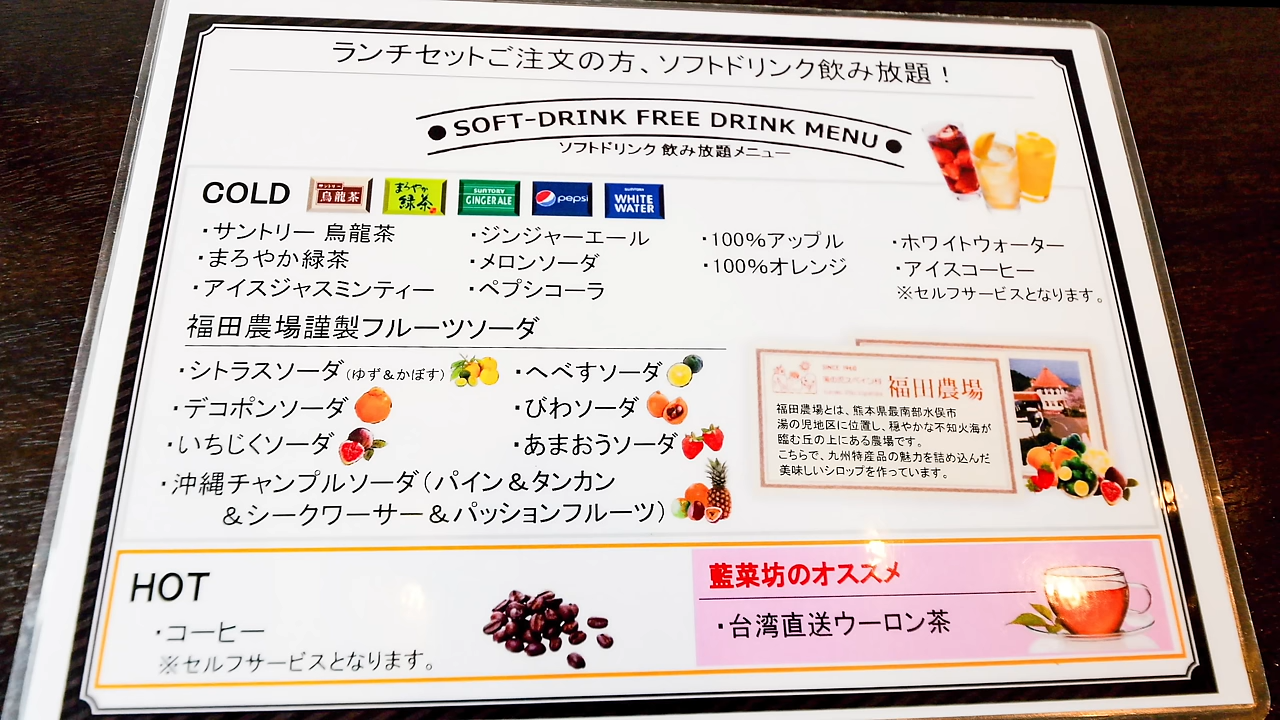 ランチセットご注文の方、ソフトドリンク飲み放題！
● SOFT-DRINK FREE DRINK MENU ●
ソフトドリンク 飲み放題メニュー
COLD
サントリー 烏龍茶
まろやか 緑茶
SUNTORY GINGER ALE
pepsi
SUNTORY WHITE WATER
・サントリー 烏龍茶
・まろやか緑茶
・アイスジャスミンティー
・ジンジャーエール
・メロンソーダ
・ペプシコーラ
・100％アップル
・100％オレンジ
・ホワイトウォーター
・アイスコーヒー
※セルフサービスとなります。
福田農場謹製フルーツソーダ
・シトラスソーダ(ゆず＆かぼす)
・デコポンソーダ
・いちじくソーダ
・へべすソーダ
・びわソーダ
・あまおうソーダ
・沖縄チャンプルソーダ(パイン＆タンカン
＆シークワーサー＆パッションフルーツ)
福田農場
福田農場とは、熊本県最南部水俣市
湯の児地区に位置し、穏やかな不知火海が
臨む丘の上にある農場です。
こちらで、九州特産品の魅力を詰め込んだ
美味しいシロップを作っています。
HOT
・コーヒー
※セルフサービスとなります。
藍菜坊のオススメ
・台湾直送ウーロン茶